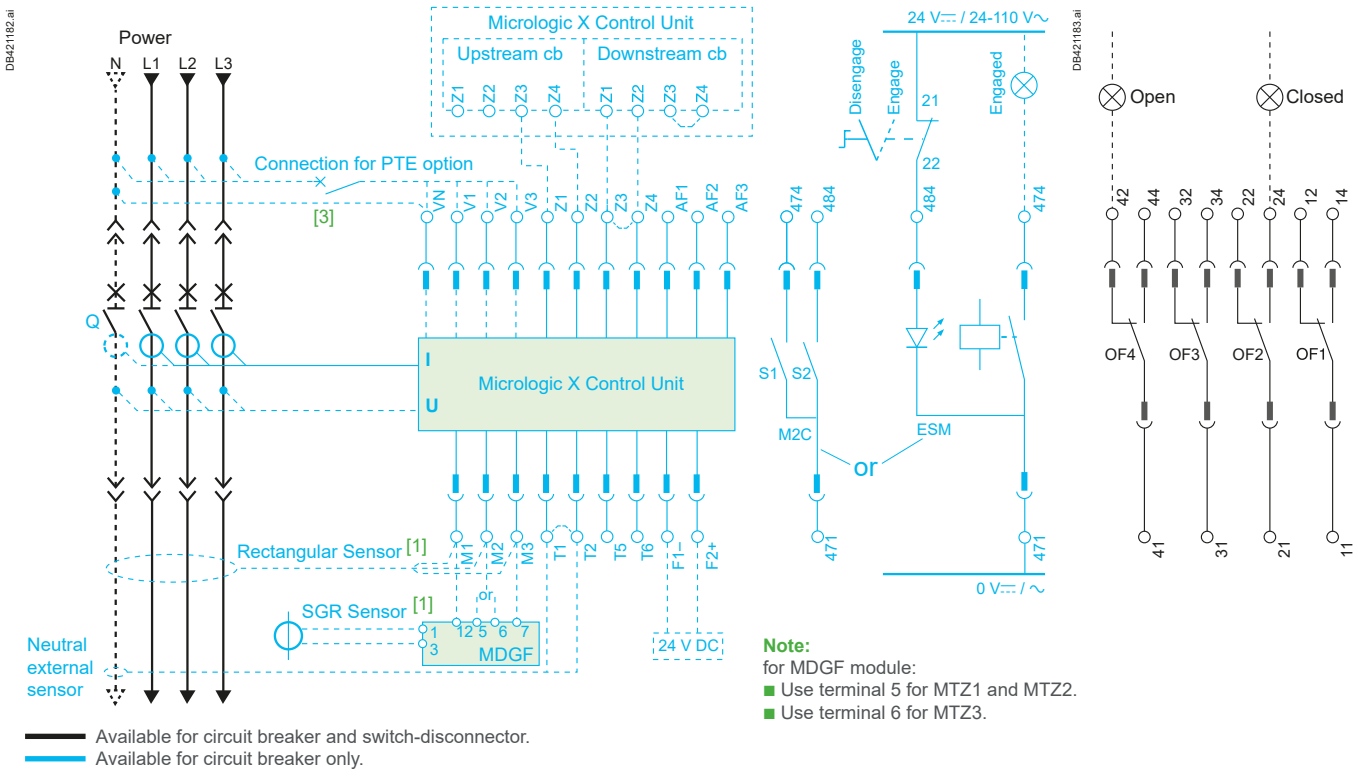 DB421182.ai
Power
N L1 L2 L3
Micrologic X Control Unit
Upstream cb Downstream cb
Z1 Z2 Z3 Z4 Z1 Z2 Z3 Z4
Connection for PTE option
[3]
VN V1 V2 V3 Z1 Z2 Z3 Z4 AF1 AF2 AF3
Q
I
Micrologic X Control Unit
U
M1 M2 M3 T1 T2 T5 T6 F1– F2+
Rectangular Sensor [1]
or
SGR Sensor [1]
1 12 5 6 7
3
MDGF
24 V DC
Neutral
external
sensor
24 V⎓ / 24-110 V∿
Disengage
Engage
21
22
Engaged
474 484 484 474
S1 S2
M2C
or
ESM
471 471
0 V⎓ / ∿
DB421183.ai
Open Closed
42 44 32 34 22 24 12 14
OF4 OF3 OF2 OF1
41 31 21 11
Note:
for MDGF module:
■ Use terminal 5 for MTZ1 and MTZ2.
■ Use terminal 6 for MTZ3.
Available for circuit breaker and switch-disconnector.
Available for circuit breaker only.